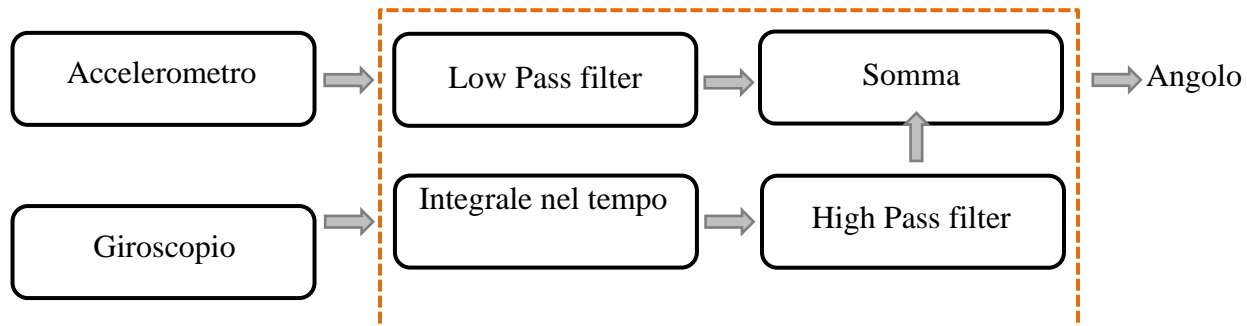 Accelerometro
Low Pass filter
Somma
Angolo
Giroscopio
Integrale nel tempo
High Pass filter